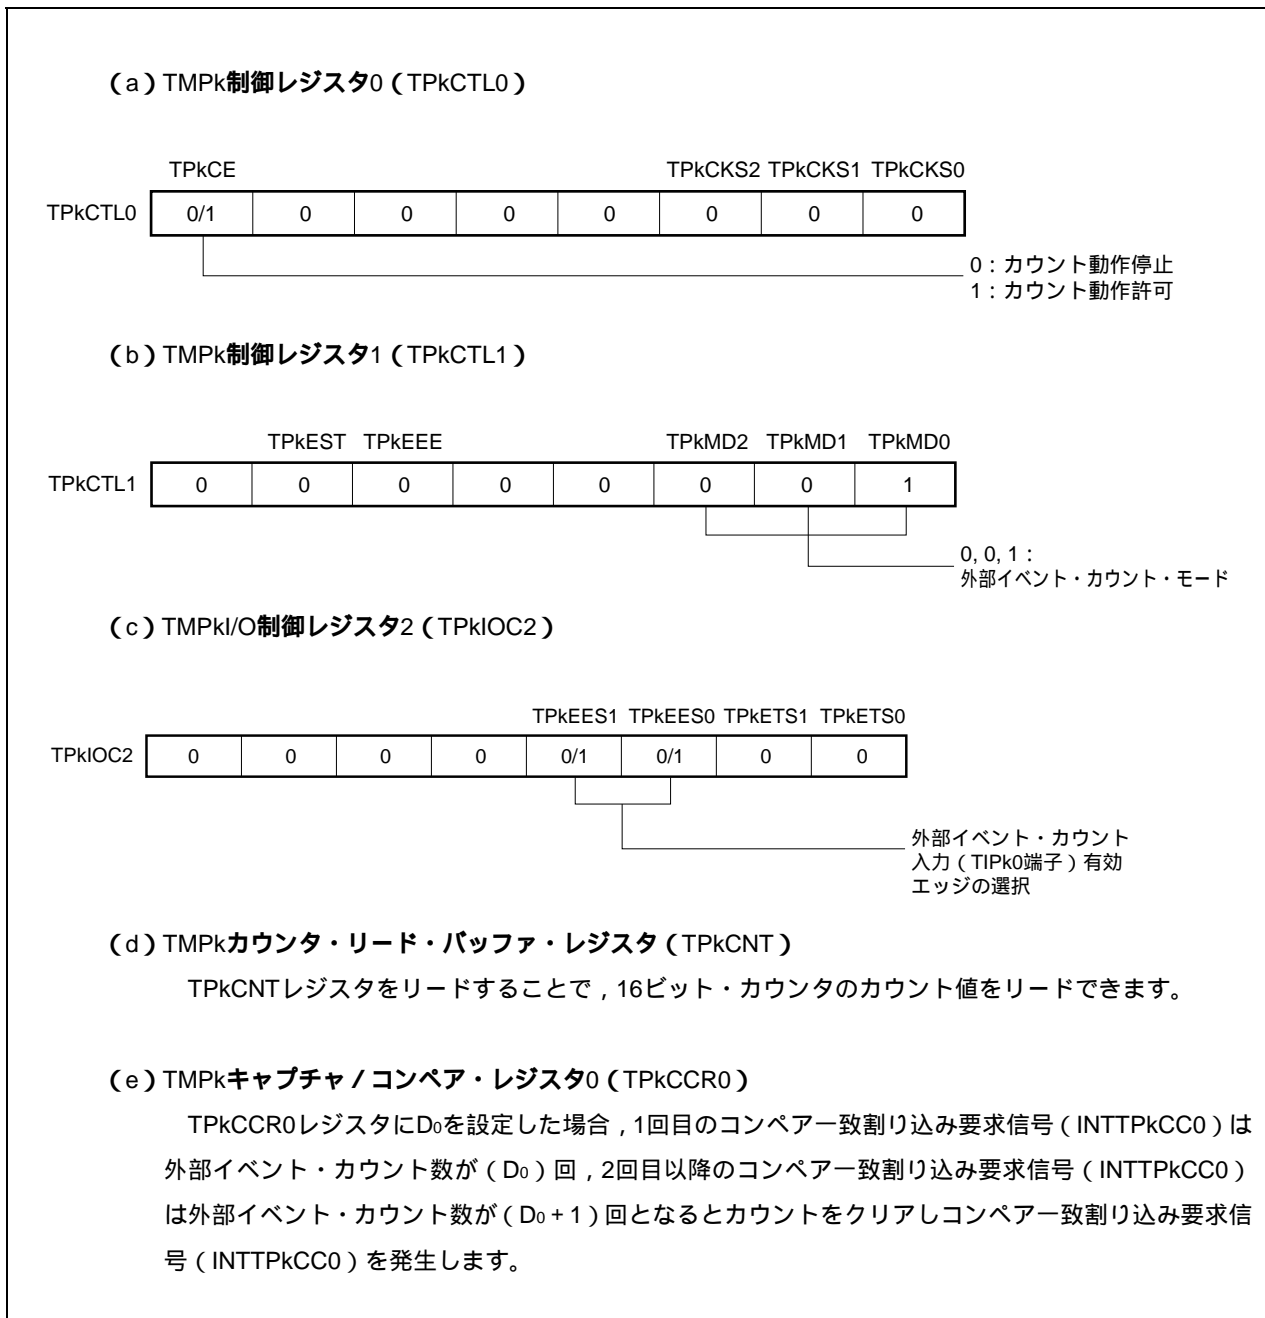 (a)TMPk制御レジスタ0(TPkCTL0)
TPkCE TPkCKS2 TPkCKS1 TPkCKS0
TPkCTL0 0/1 0 0 0 0 0 0 0
0:カウント動作停止
1:カウント動作許可
(b)TMPk制御レジスタ1(TPkCTL1)
TPkEST TPkEEE TPkMD2 TPkMD1 TPkMD0
TPkCTL1 0 0 0 0 0 0 0 1
0, 0, 1:
外部イベント・カウント・モード
(c)TMPkI/O制御レジスタ2(TPkIOC2)
TPkEES1 TPkEES0 TPkETS1 TPkETS0
TPkIOC2 0 0 0 0 0/1 0/1 0 0
外部イベント・カウント
入力(TIPk0端子)有効
エッジの選択
(d)TMPkカウンタ・リード・バッファ・レジスタ(TPkCNT)
TPkCNTレジスタをリードすることで,16ビット・カウンタのカウント値をリードできます。
(e)TMPkキャプチャ/コンペア・レジスタ0(TPkCCR0)
TPkCCR0レジスタにD0を設定した場合,1回目のコンペア一致割り込み要求信号(INTTPkCC0)は
外部イベント・カウント数が(D0)回,2回目以降のコンペア一致割り込み要求信号(INTTPkCC0)
は外部イベント・カウント数が(D0+1)回となるとカウントをクリアしコンペア一致割り込み要求信
号(INTTPkCC0)を発生します。